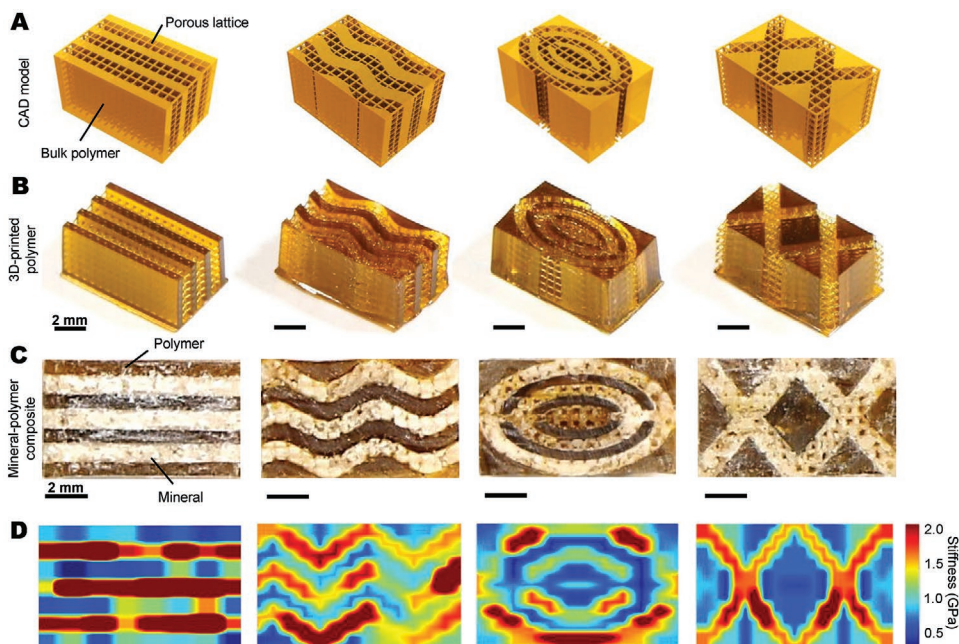 A
CAD model
Porous lattice
Bulk polymer
B
3D-printed
polymer
2 mm
C
Mineral-polymer
composite
Polymer
Mineral
2 mm
D
2.0
1.5
1.0
0.5
Stiffness (GPa)